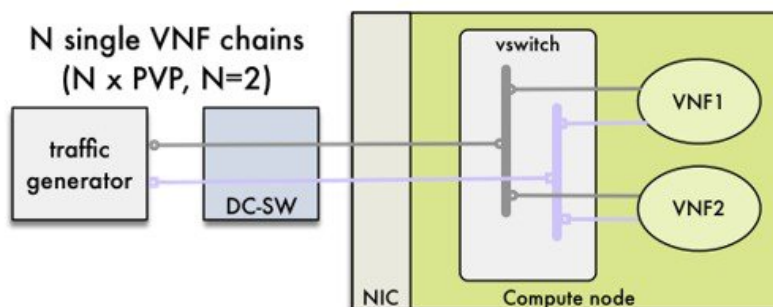 N single VNF chains
(N x PVP, N=2)
traffic
generator
DC-SW
NIC
vswitch
VNF1
VNF2
Compute node